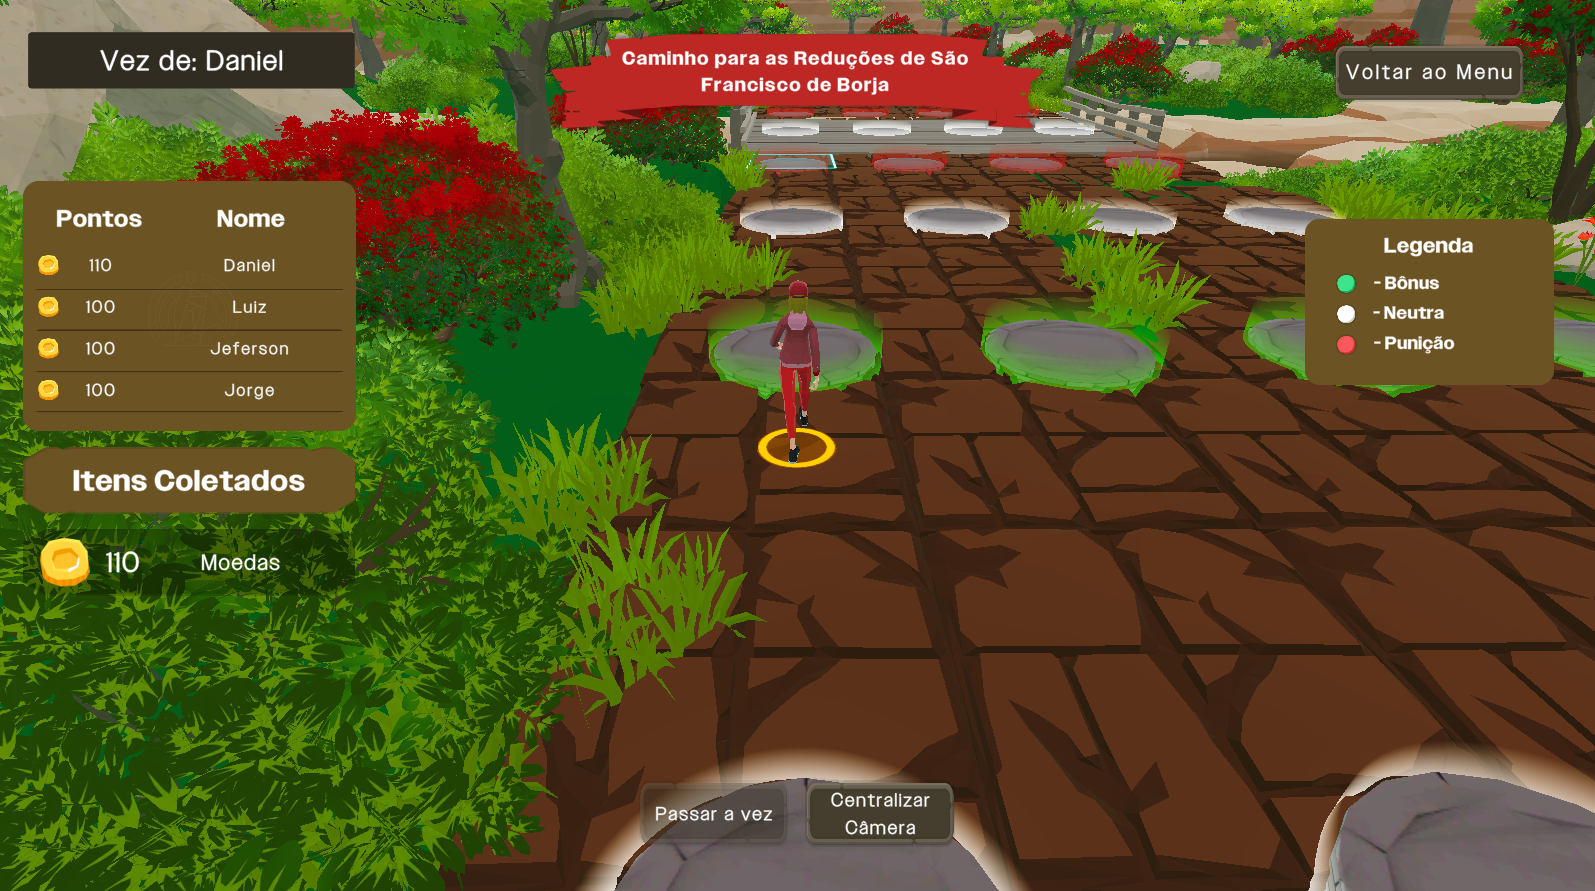 Vez de: Daniel
Caminho para as Reduções de São
Francisco de Borja
Voltar ao Menu
Pontos Nome
110 Daniel
100 Luiz
100 Jeferson
100 Jorge
Legenda
- Bônus
- Neutra
- Punição
Itens Coletados
110 Moedas
Passar a vez
Centralizar
Câmera